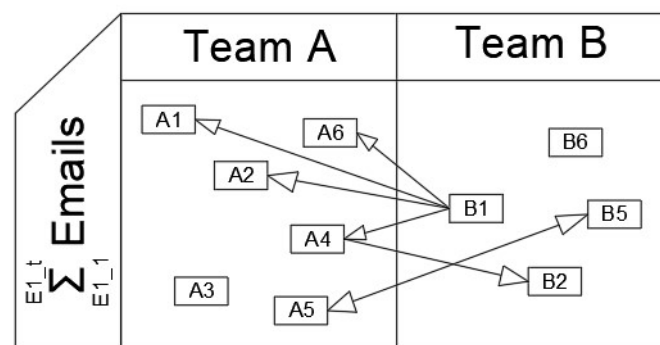 Team A
Team B
A1
A6
B6
A2
B1
B5
A4
B2
A3
A5
E1_t
∑ Emails
E1_1